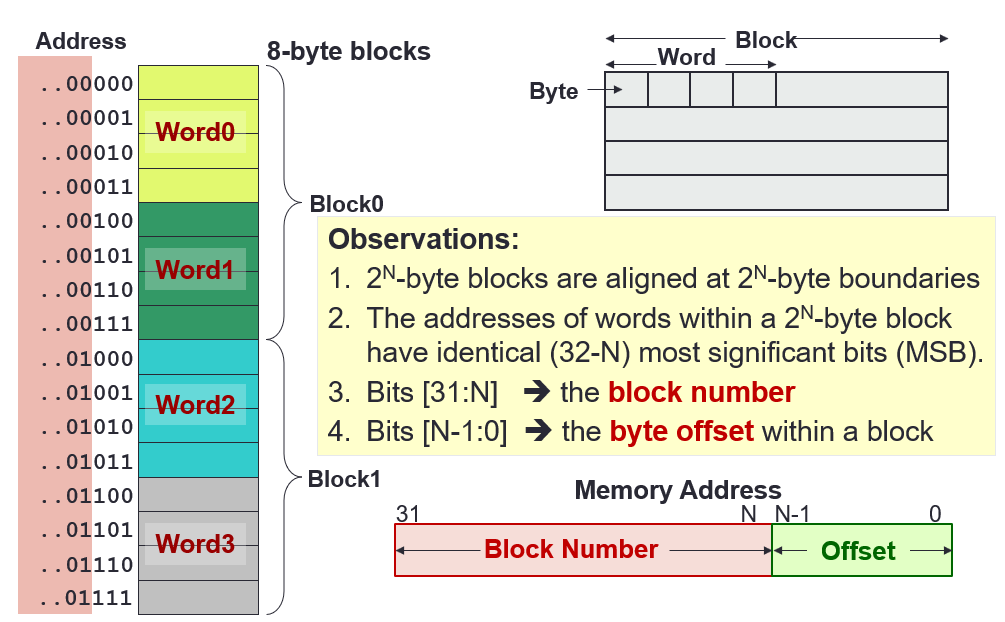 Address
8-byte blocks
..00000
..00001
..00010
..00011
..00100
..00101
..00110
..00111
..01000
..01001
..01010
..01011
..01100
..01101
..01110
..01111
Word0
Word1
Word2
Word3
Block0
Block1
Block
Word
Byte
Observations:
1. 2ᴺ-byte blocks are aligned at 2ᴺ-byte boundaries
2. The addresses of words within a 2ᴺ-byte block
have identical (32-N) most significant bits (MSB).
3. Bits [31:N] ➔ the block number
4. Bits [N-1:0] ➔ the byte offset within a block
Memory Address
31 N N-1 0
Block Number Offset